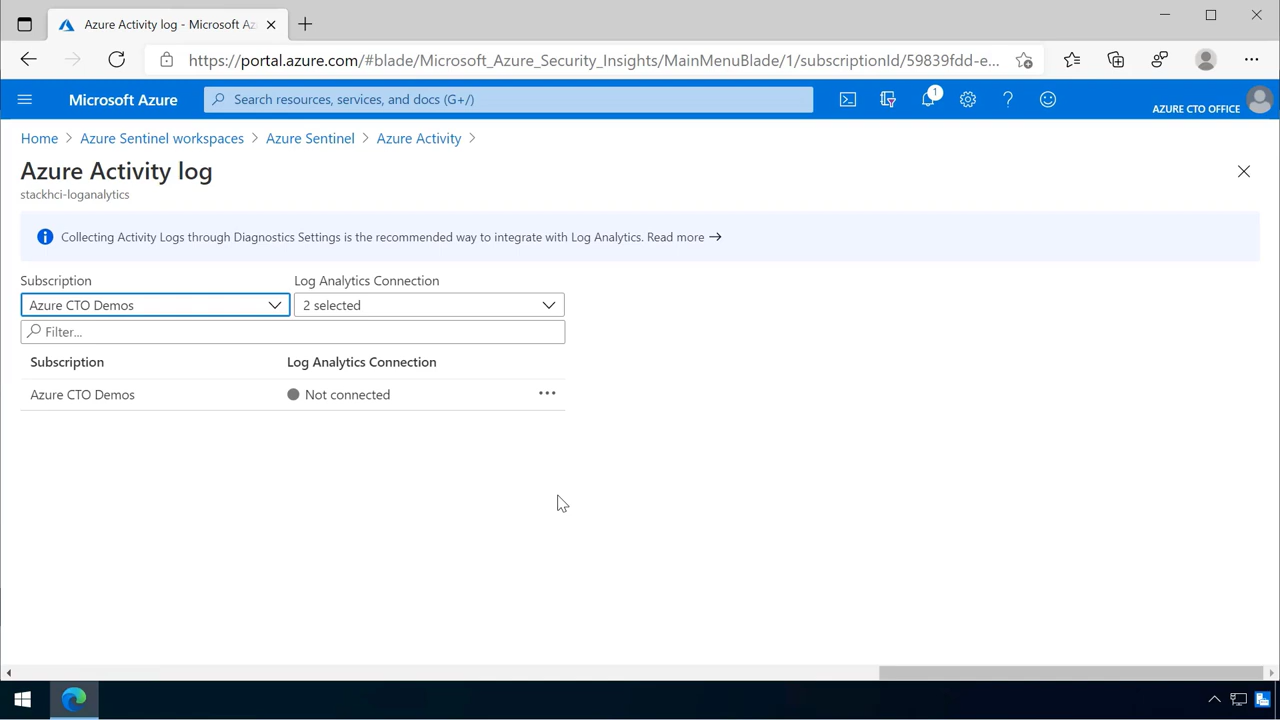 Azure Activity log - Microsoft Az
https://portal.azure.com/#blade/Microsoft_Azure_Security_Insights/MainMenuBlade/1/subscriptionId/59839fdd-e...
Microsoft Azure
Search resources, services, and docs (G+/)
1
AZURE CTO OFFICE
Home > Azure Sentinel workspaces > Azure Sentinel > Azure Activity >
Azure Activity log
stackhci-loganalytics
Collecting Activity Logs through Diagnostics Settings is the recommended way to integrate with Log Analytics. Read more →
Subscription
Log Analytics Connection
Azure CTO Demos
2 selected
Filter...
Subscription
Log Analytics Connection
Azure CTO Demos
Not connected